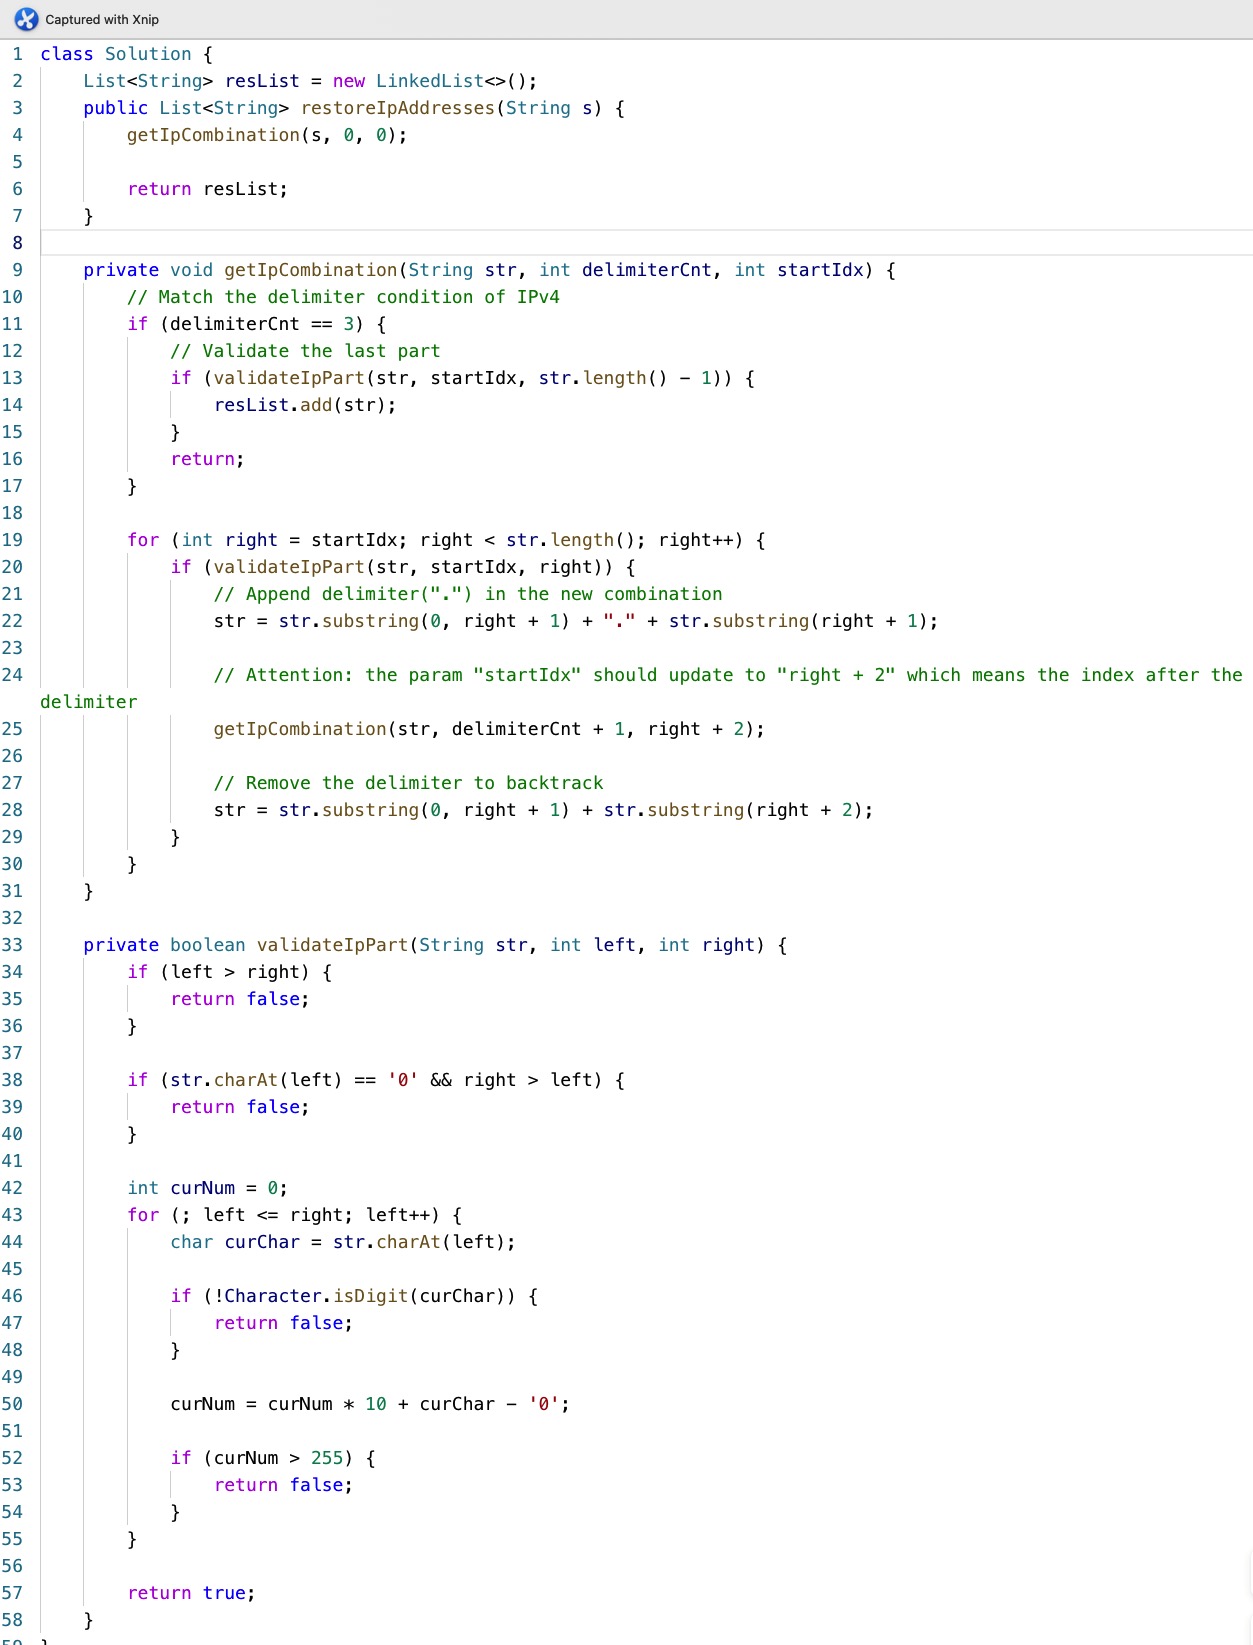 Captured with Xnip
1 class Solution {
2     List<String> resList = new LinkedList<>();
3     public List<String> restoreIpAddresses(String s) {
4         getIpCombination(s, 0, 0);
5
6         return resList;
7     }
8
9     private void getIpCombination(String str, int delimiterCnt, int startIdx) {
10         // Match the delimiter condition of IPv4
11         if (delimiterCnt == 3) {
12             // Validate the last part
13             if (validateIpPart(str, startIdx, str.length() - 1)) {
14                 resList.add(str);
15             }
16             return;
17         }
18
19         for (int right = startIdx; right < str.length(); right++) {
20             if (validateIpPart(str, startIdx, right)) {
21                 // Append delimiter(".") in the new combination
22                 str = str.substring(0, right + 1) + "." + str.substring(right + 1);
23
24                 // Attention: the param "startIdx" should update to "right + 2" which means the index after the
delimiter
25                 getIpCombination(str, delimiterCnt + 1, right + 2);
26
27                 // Remove the delimiter to backtrack
28                 str = str.substring(0, right + 1) + str.substring(right + 2);
29             }
30         }
31     }
32
33     private boolean validateIpPart(String str, int left, int right) {
34         if (left > right) {
35             return false;
36         }
37
38         if (str.charAt(left) == '0' && right > left) {
39             return false;
40         }
41
42         int curNum = 0;
43         for (; left <= right; left++) {
44             char curChar = str.charAt(left);
45
46             if (!Character.isDigit(curChar)) {
47                 return false;
48             }
49
50             curNum = curNum * 10 + curChar - '0';
51
52             if (curNum > 255) {
53                 return false;
54             }
55         }
56
57         return true;
58     }